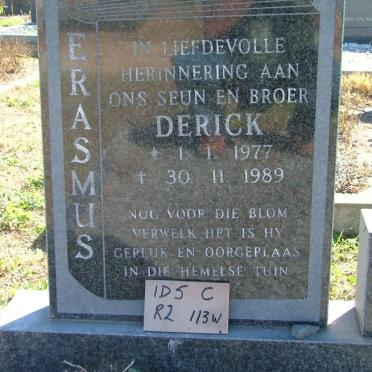 ERASMUS
IN LIEFDEVOLLE
HERINNERING AAN
ONS SEUN EN BROER
DERICK
* 1. 1. 1977
† 30. 11. 1989
NOG VOOR DIE BLOM
VERWELK HET IS HY
GEPLUK EN OORGEPLAAS
IN DIE HEMELSE TUIN
1D5 C
R2 113W